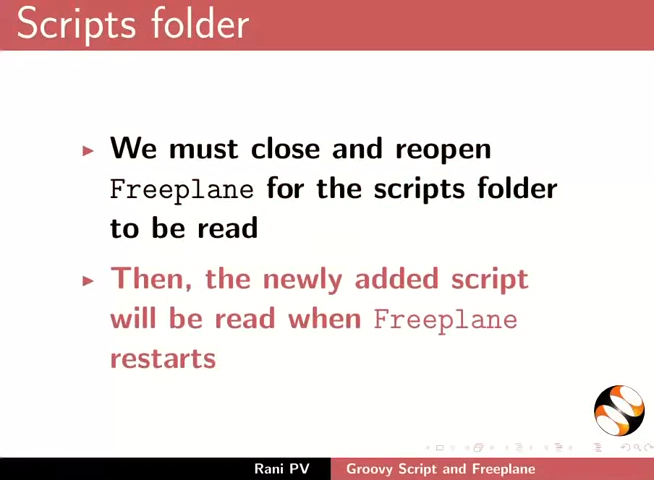 Scripts folder
We must close and reopen
Freeplane for the scripts folder
to be read
Then, the newly added script
will be read when Freeplane
restarts
Rani PV
Groovy Script and Freeplane